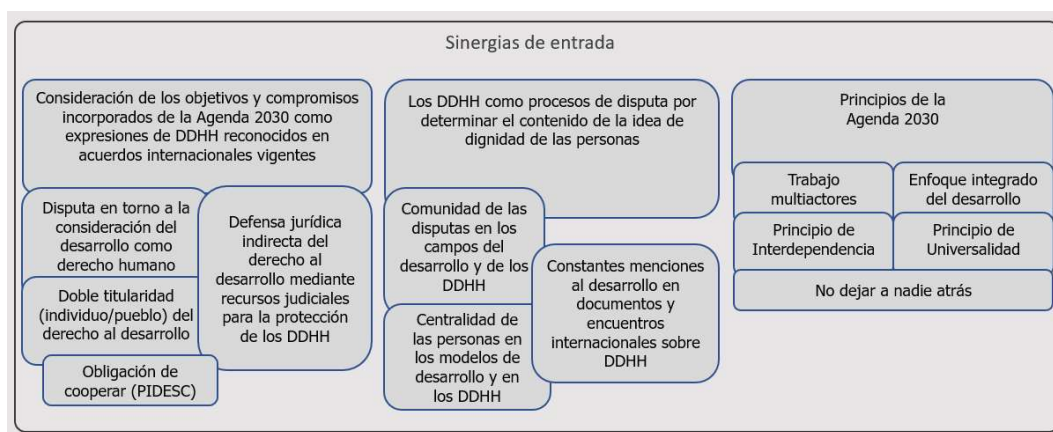 Sinergias de entrada
Consideración de los objetivos y compromisos
incorporados de la Agenda 2030 como
expresiones de DDHH reconocidos en
acuerdos internacionales vigentes
Disputa en torno a la
consideración del
desarrollo como
derecho humano
Doble titularidad
(individuo/pueblo) del
derecho al desarrollo
Obligación de
cooperar (PIDESC)
Defensa jurídica
indirecta del
derecho al
desarrollo mediante
recursos judiciales
para la protección
de los DDHH
Los DDHH como procesos de disputa por
determinar el contenido de la idea de
dignidad de las personas
Comunidad de las
disputas en los
campos del
desarrollo y de los
DDHH
Centralidad de
las personas en
los modelos de
desarrollo y en
los DDHH
Constantes menciones
al desarrollo en
documentos y
encuentros
internacionales sobre
DDHH
Principios de la
Agenda 2030
Trabajo
multiactores
Enfoque integrado
del desarrollo
Principio de
Interdependencia
Principio de
Universalidad
No dejar a nadie atrás